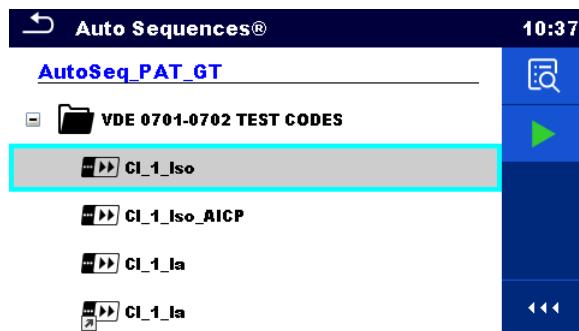 Auto Sequences® 10:37
AutoSeq_PAT_GT
VDE 0701-0702 TEST CODES
Cl_1_Iso
Cl_1_Iso_AICP
Cl_1_Ia
Cl_1_Ia